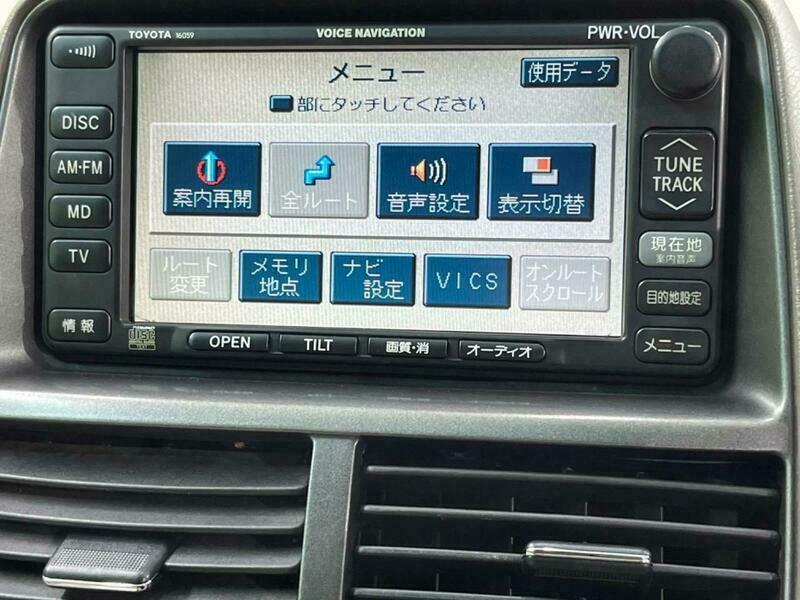 TOYOTA 16059 VOICE NAVIGATION PWR·VOL
メニュー
使用データ
部にタッチしてください
案内再開
全ルート
音声設定
表示切替
ルート
変更
メモリ
地点
ナビ
設定
VICS
オンルート
スクロール
DISC
AM·FM
MD
TV
情報
TUNE
TRACK
現在地
案内音声
目的地設定
メニュー
OPEN
TILT
画質·消
オーディオ